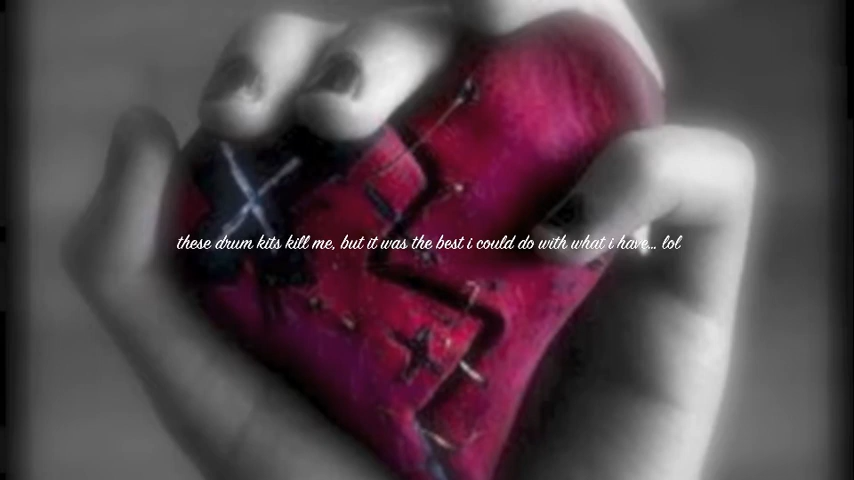 these drum kits kill me, but it was the best i could do with what i have... lol